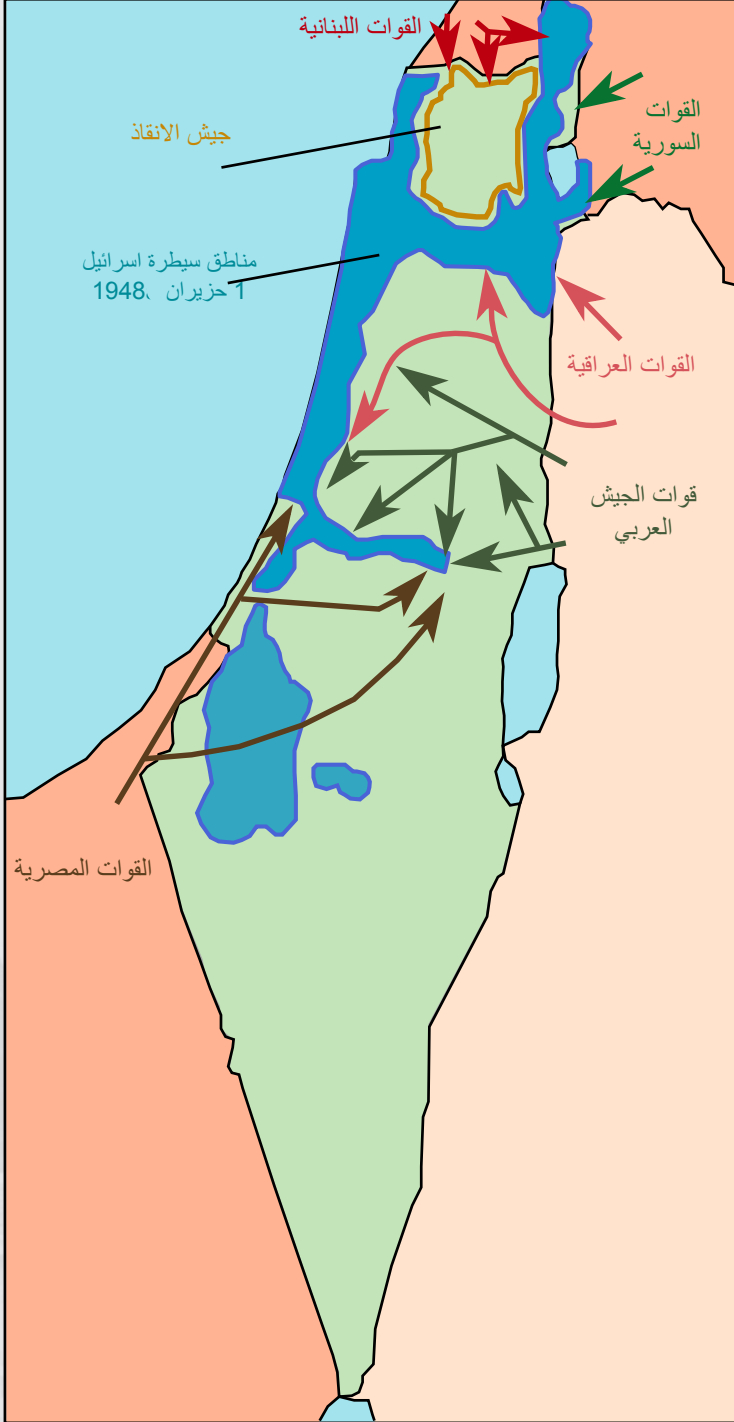 القوات اللبنانية
القوات
السورية
جيش الانقاذ
مناطق سيطرة اسرائيل
1 حزيران ،1948
القوات العراقية
قوات الجيش
العربي
القوات المصرية